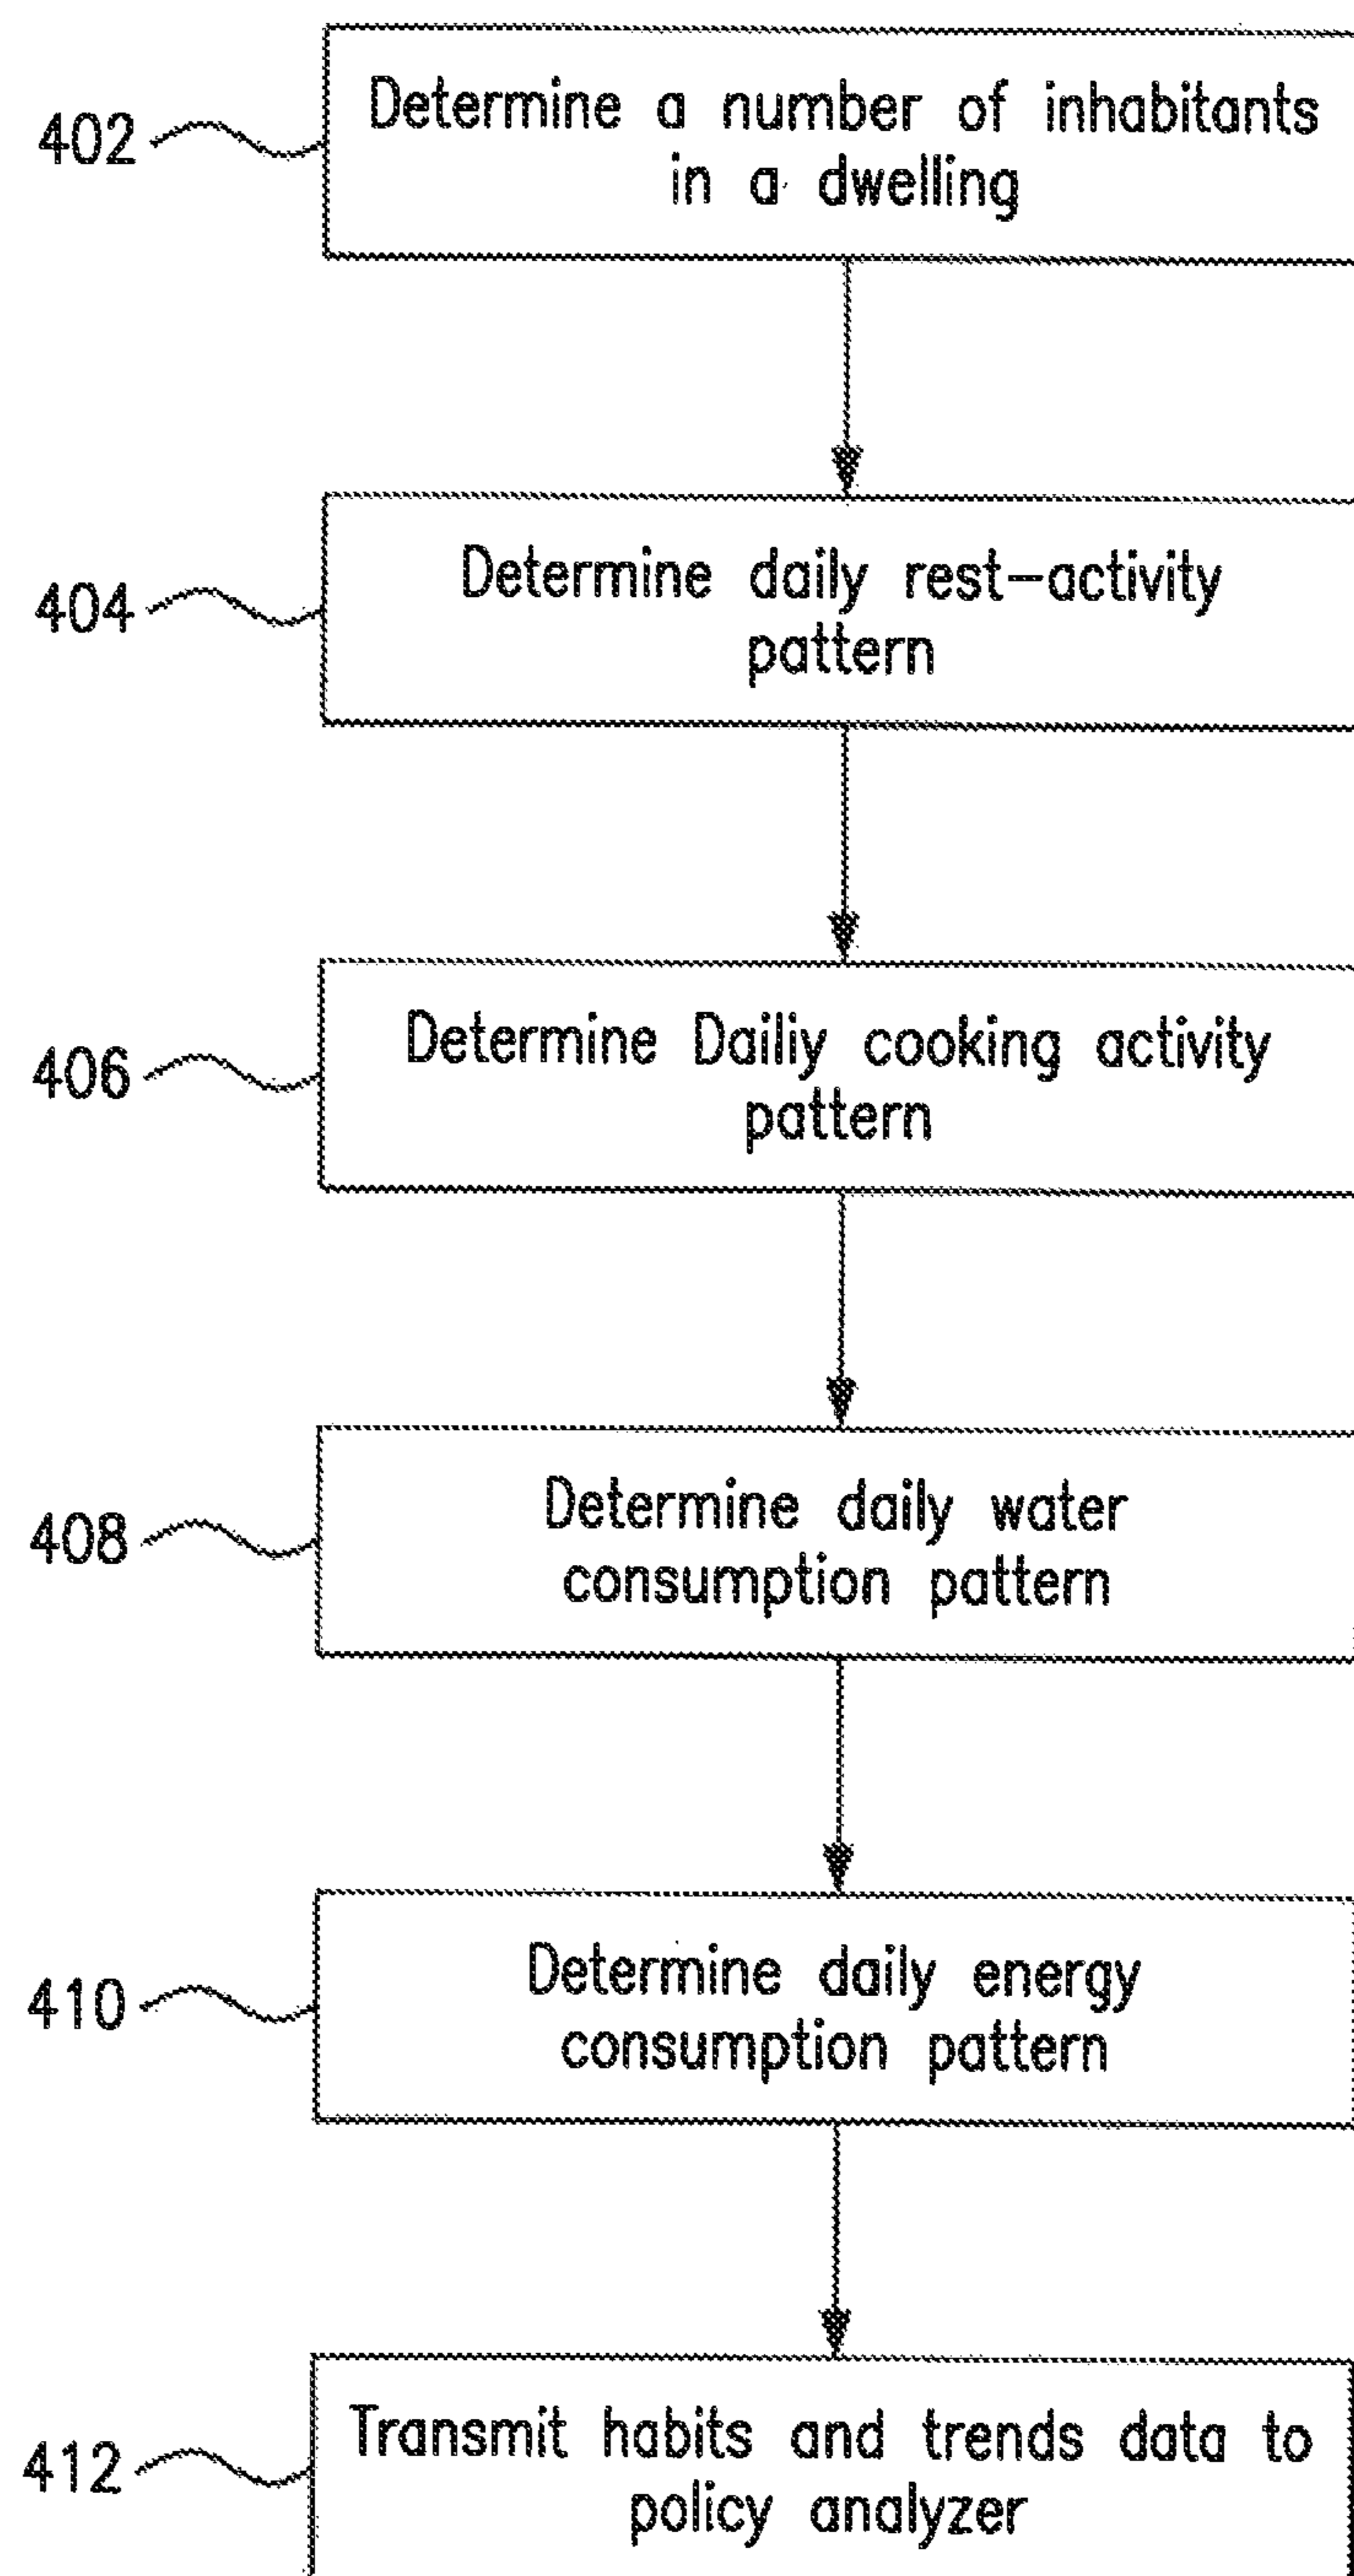 402
Determine a number of inhabitants
in a dwelling
404
Determine daily rest-activity
pattern
406
Determine Dailiy cooking activity
pattern
408
Determine daily water
consumption pattern
410
Determine daily energy
consumption pattern
412
Transmit habits and trends data to
policy analyzer